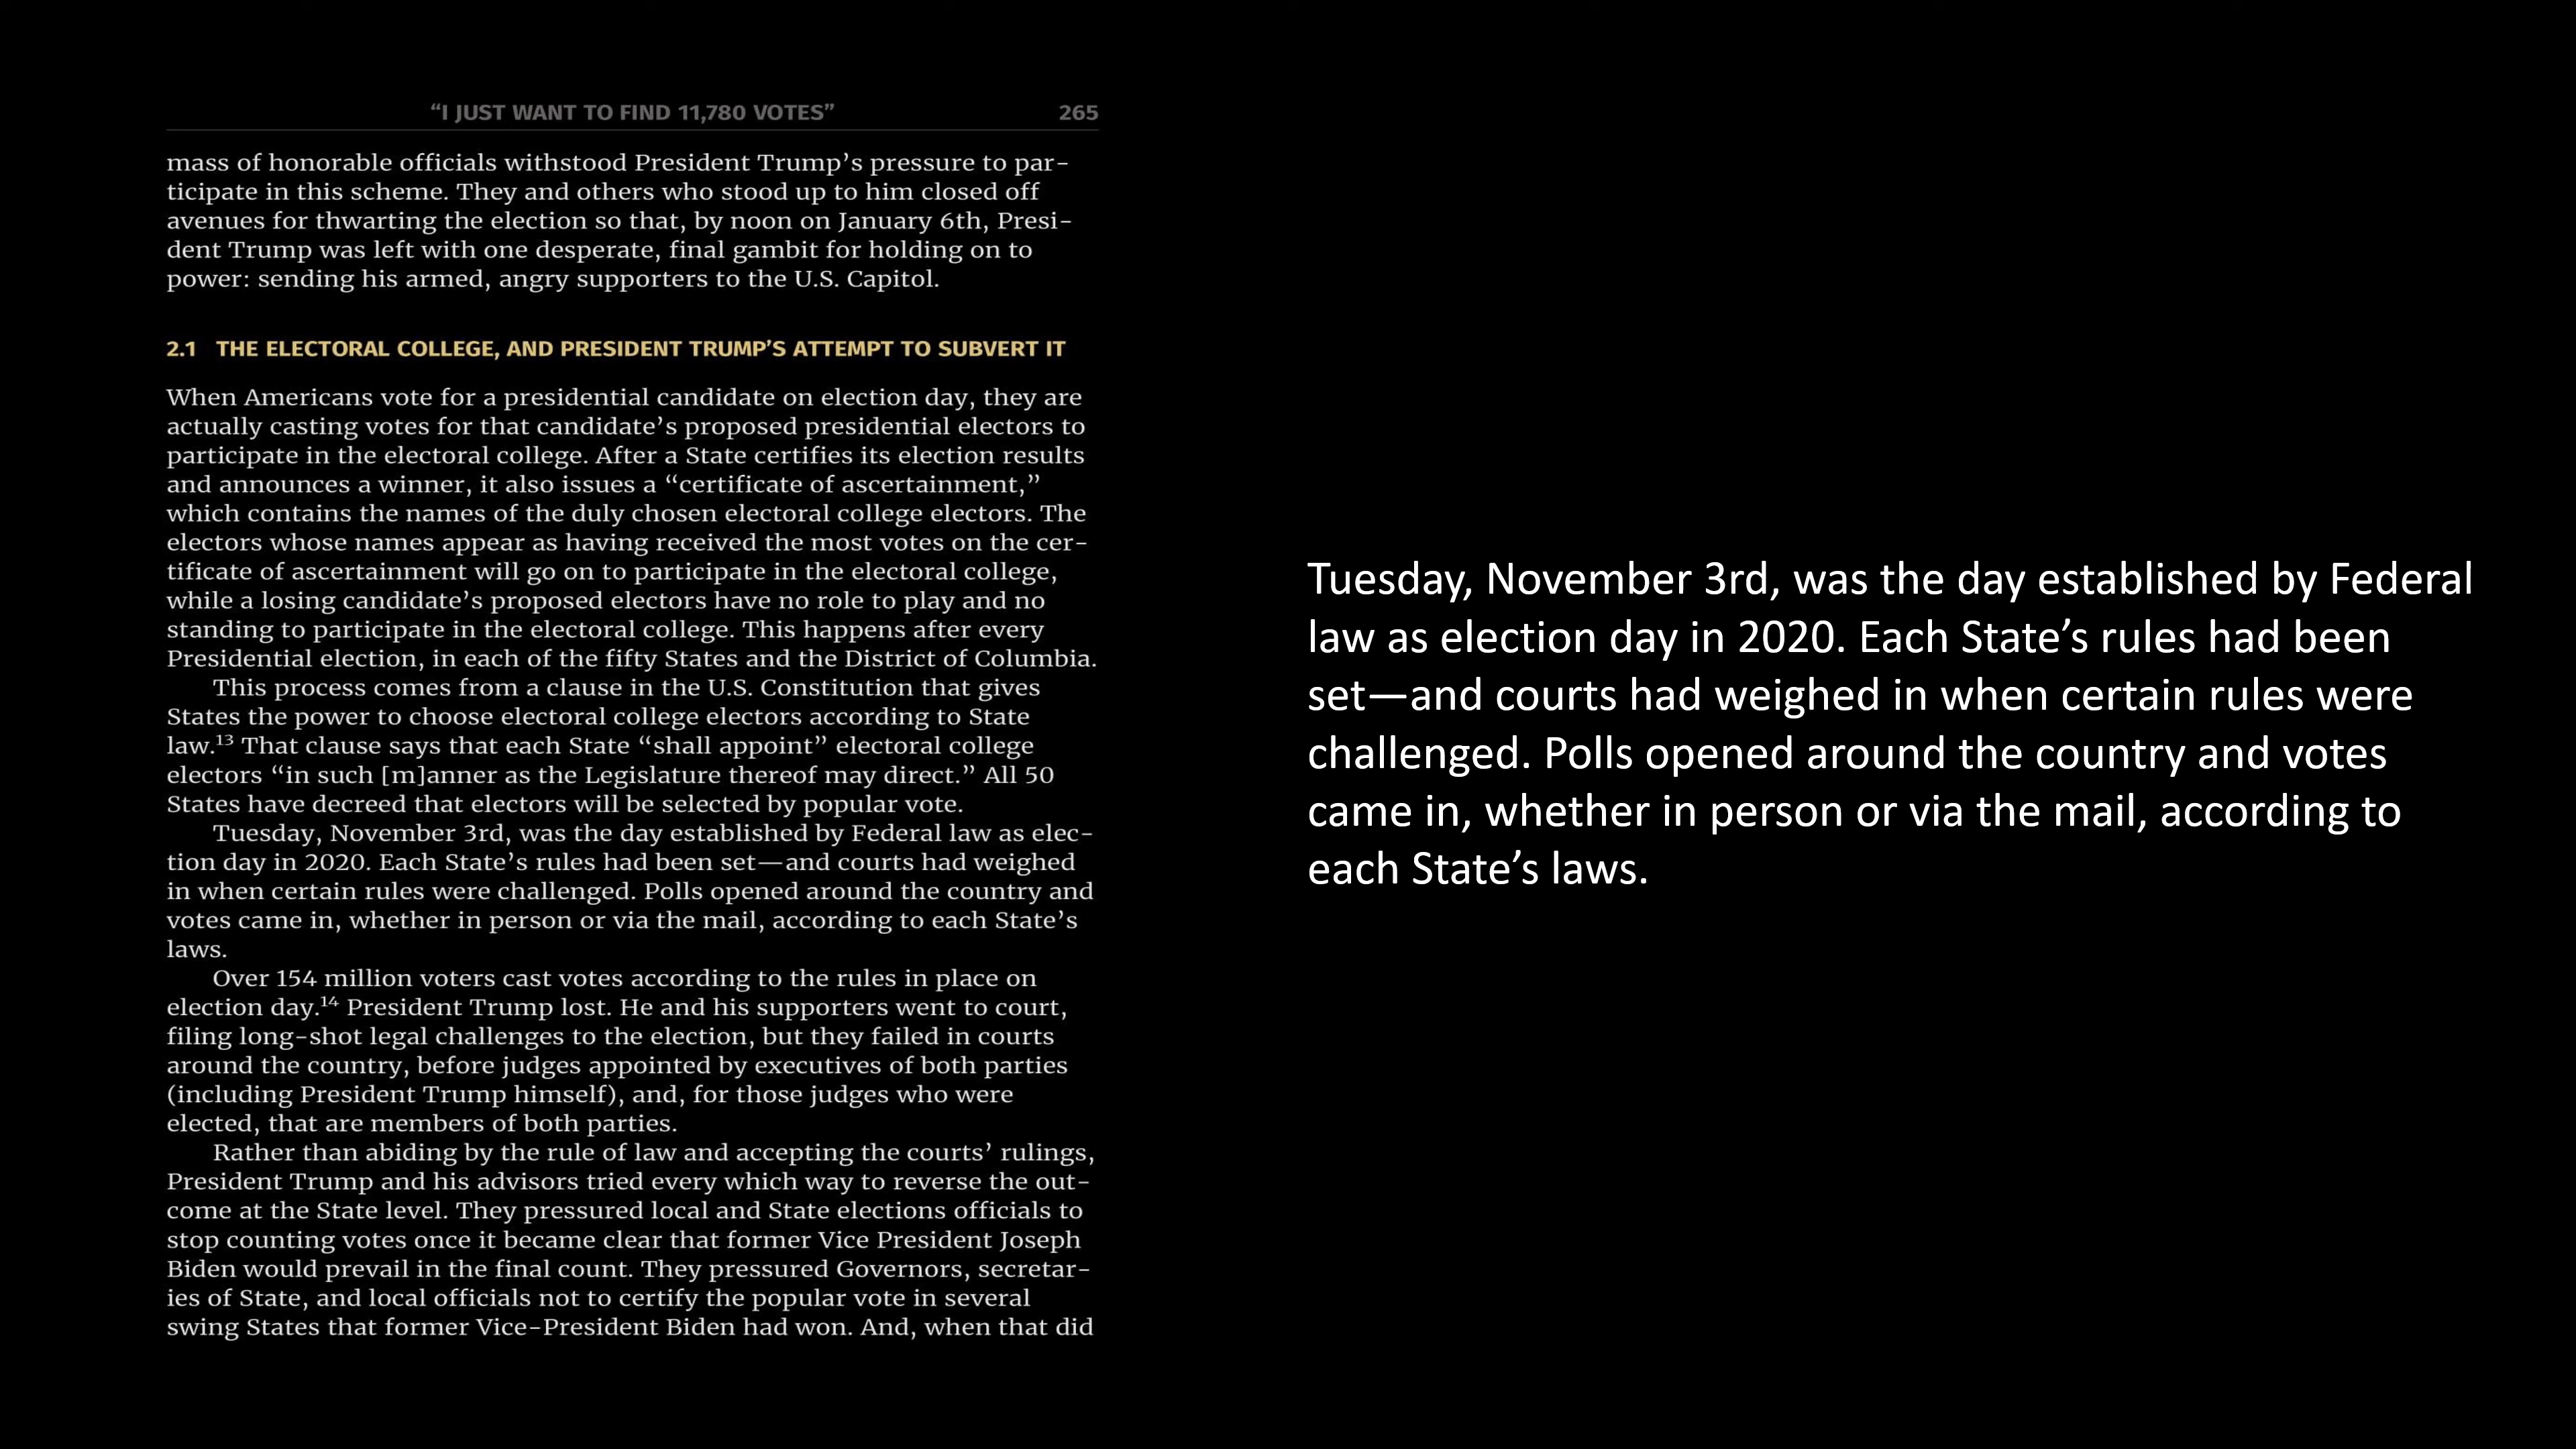 “I JUST WANT TO FIND 11,780 VOTES” 265
mass of honorable officials withstood President Trump’s pressure to par-
ticipate in this scheme. They and others who stood up to him closed off
avenues for thwarting the election so that, by noon on January 6th, Presi-
dent Trump was left with one desperate, final gambit for holding on to
power: sending his armed, angry supporters to the U.S. Capitol.
2.1 THE ELECTORAL COLLEGE, AND PRESIDENT TRUMP’S ATTEMPT TO SUBVERT IT
When Americans vote for a presidential candidate on election day, they are
actually casting votes for that candidate’s proposed presidential electors to
participate in the electoral college. After a State certifies its election results
and announces a winner, it also issues a “certificate of ascertainment,”
which contains the names of the duly chosen electoral college electors. The
electors whose names appear as having received the most votes on the cer-
tificate of ascertainment will go on to participate in the electoral college,
while a losing candidate’s proposed electors have no role to play and no
standing to participate in the electoral college. This happens after every
Presidential election, in each of the fifty States and the District of Columbia.
This process comes from a clause in the U.S. Constitution that gives
States the power to choose electoral college electors according to State
law.¹³ That clause says that each State “shall appoint” electoral college
electors “in such [m]anner as the Legislature thereof may direct.” All 50
States have decreed that electors will be selected by popular vote.
Tuesday, November 3rd, was the day established by Federal law as elec-
tion day in 2020. Each State’s rules had been set—and courts had weighed
in when certain rules were challenged. Polls opened around the country and
votes came in, whether in person or via the mail, according to each State’s
laws.
Over 154 million voters cast votes according to the rules in place on
election day.¹⁴ President Trump lost. He and his supporters went to court,
filing long-shot legal challenges to the election, but they failed in courts
around the country, before judges appointed by executives of both parties
(including President Trump himself), and, for those judges who were
elected, that are members of both parties.
Rather than abiding by the rule of law and accepting the courts’ rulings,
President Trump and his advisors tried every which way to reverse the out-
come at the State level. They pressured local and State elections officials to
stop counting votes once it became clear that former Vice President Joseph
Biden would prevail in the final count. They pressured Governors, secretar-
ies of State, and local officials not to certify the popular vote in several
swing States that former Vice-President Biden had won. And, when that did
Tuesday, November 3rd, was the day established by Federal
law as election day in 2020. Each State’s rules had been
set—and courts had weighed in when certain rules were
challenged. Polls opened around the country and votes
came in, whether in person or via the mail, according to
each State’s laws.